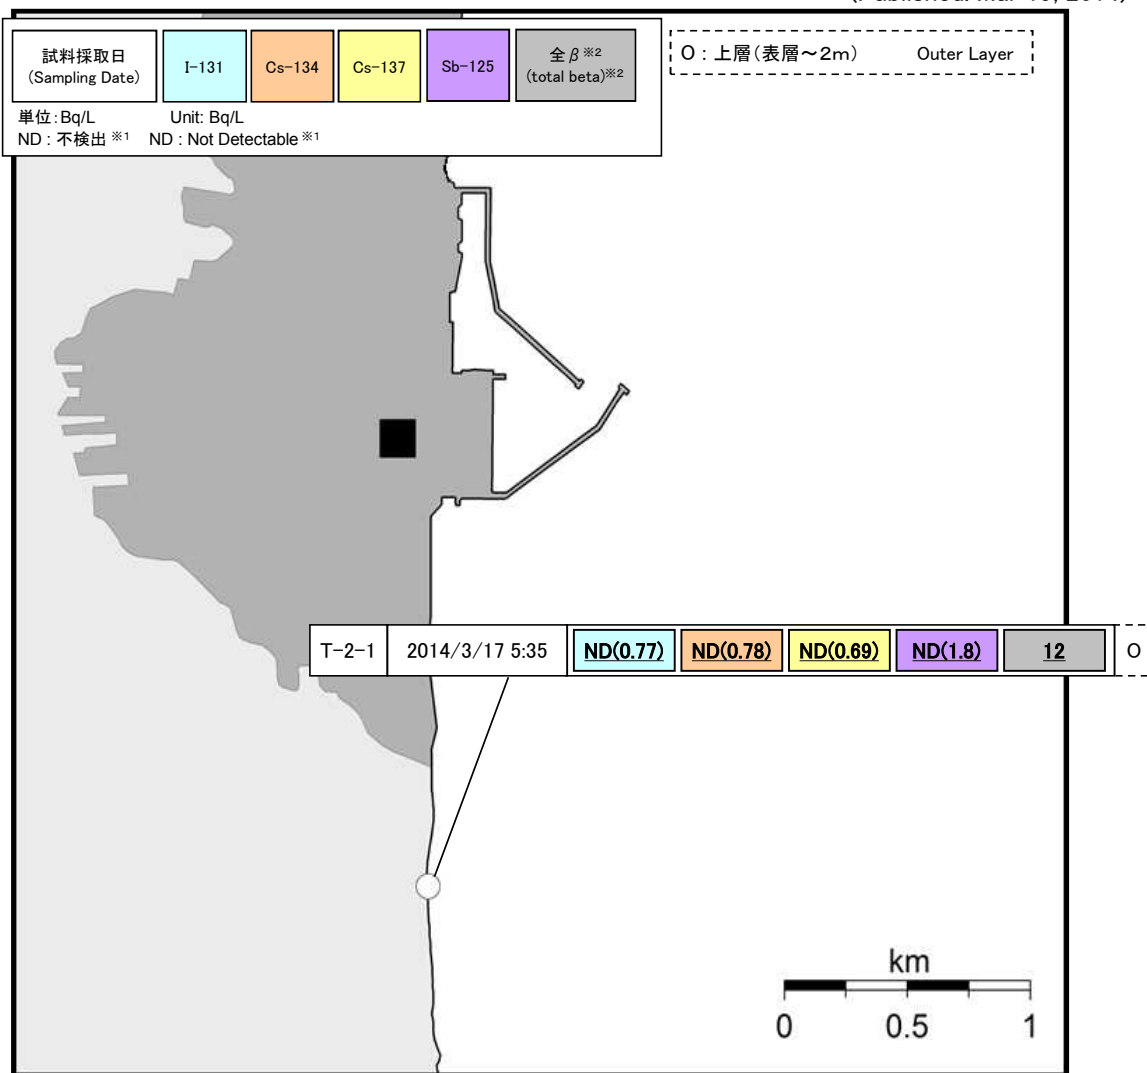 試料採取日
(Sampling Date)
I-131
Cs-134
Cs-137
Sb-125
全β※2
(total beta)※2
O : 上層(表層～2m) Outer Layer
単位:Bq/L Unit: Bq/L
ND : 不検出 ※1 ND : Not Detectable ※1
T-2-1 2014/3/17 5:35 ND(0.77) ND(0.78) ND(0.69) ND(1.8) 12 O
km
0 0.5 1